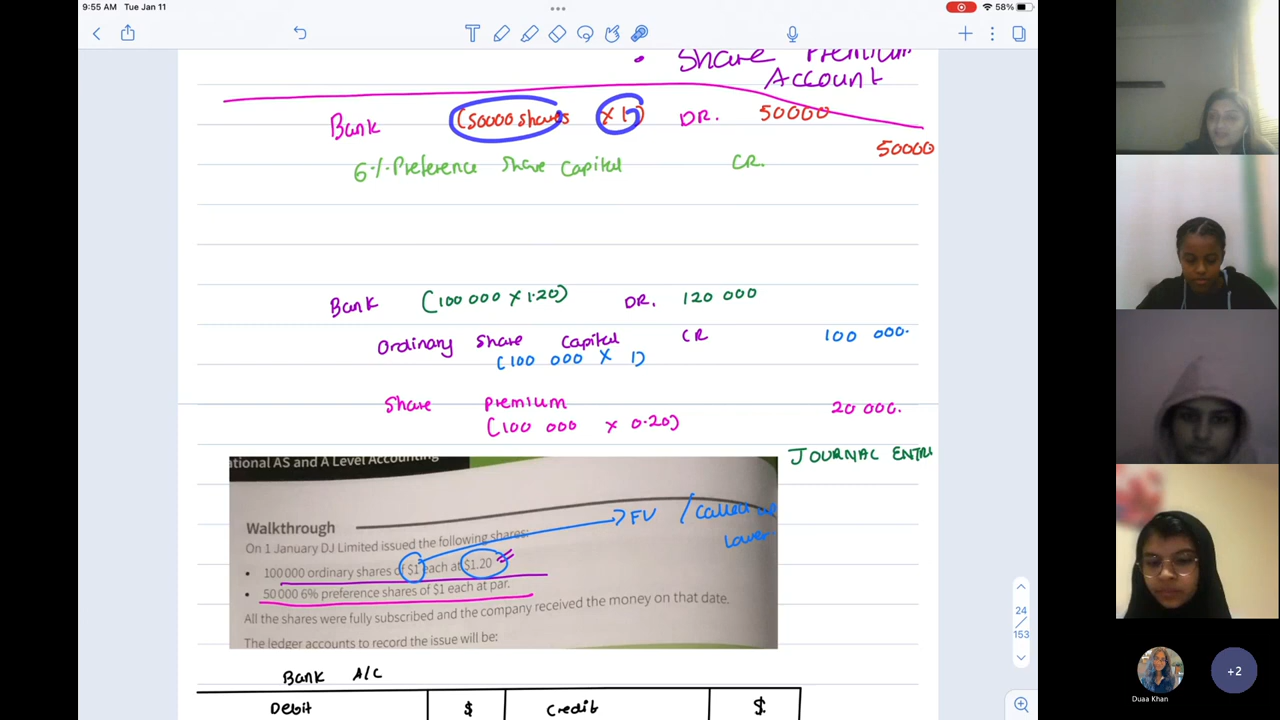 9:55 AM Tue Jan 11
58%
Share Premium
Account
Bank (50000 shares x 1) DR. 50000
50000
6% Preference Share Capital CR.
Bank (100 000 x 1.20) DR. 120 000
Ordinary Share Capital CR 100 000.
(100 000 x 1)
Share premium 20 000.
(100 000 x 0.20)
JOURNAL ENTRI
national AS and A Level Accounting
Walkthrough
FV / Called up
Lower.
On 1 January DJ Limited issued the following shares:
• 100 000 ordinary shares of $1 each at $1.20
• 50 000 6% preference shares of $1 each at par.
All the shares were fully subscribed and the company received the money on that date.
The ledger accounts to record the issue will be:
Bank A/C
Debit $ Credit $
24
/
153
Duaa Khan
+2